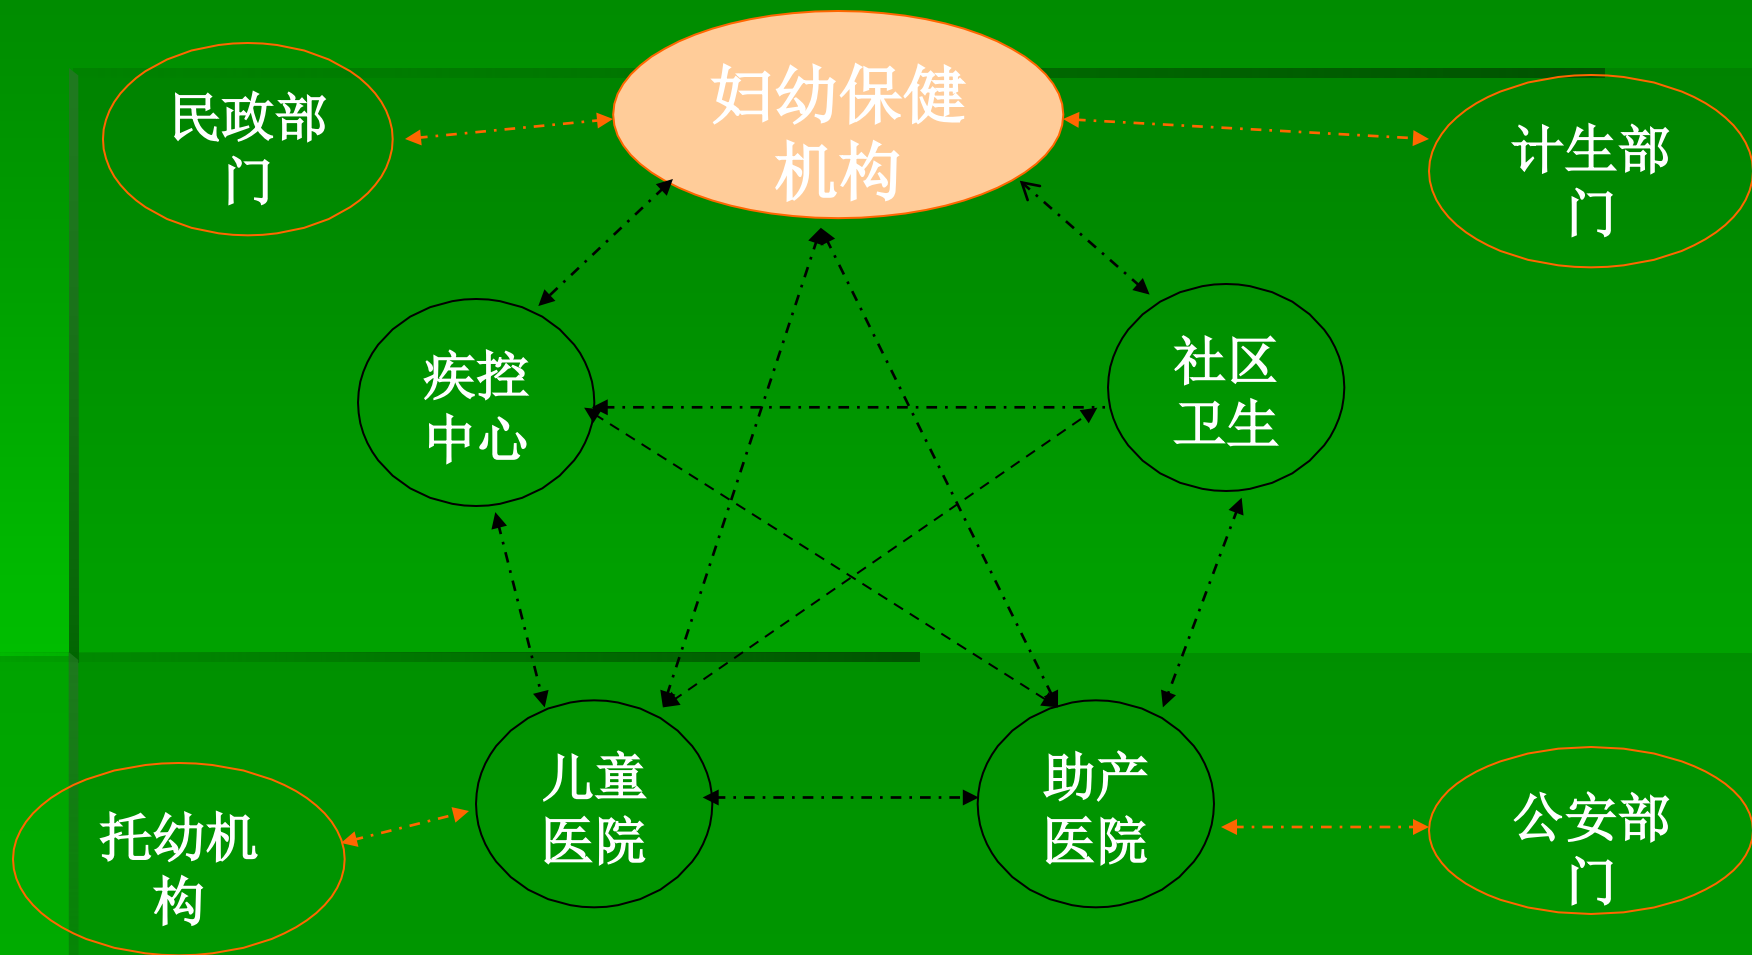 民政部
门
妇幼保健
机构
计生部
门
疾控
中心
社区
卫生
儿童
医院
助产
医院
托幼机
构
公安部
门